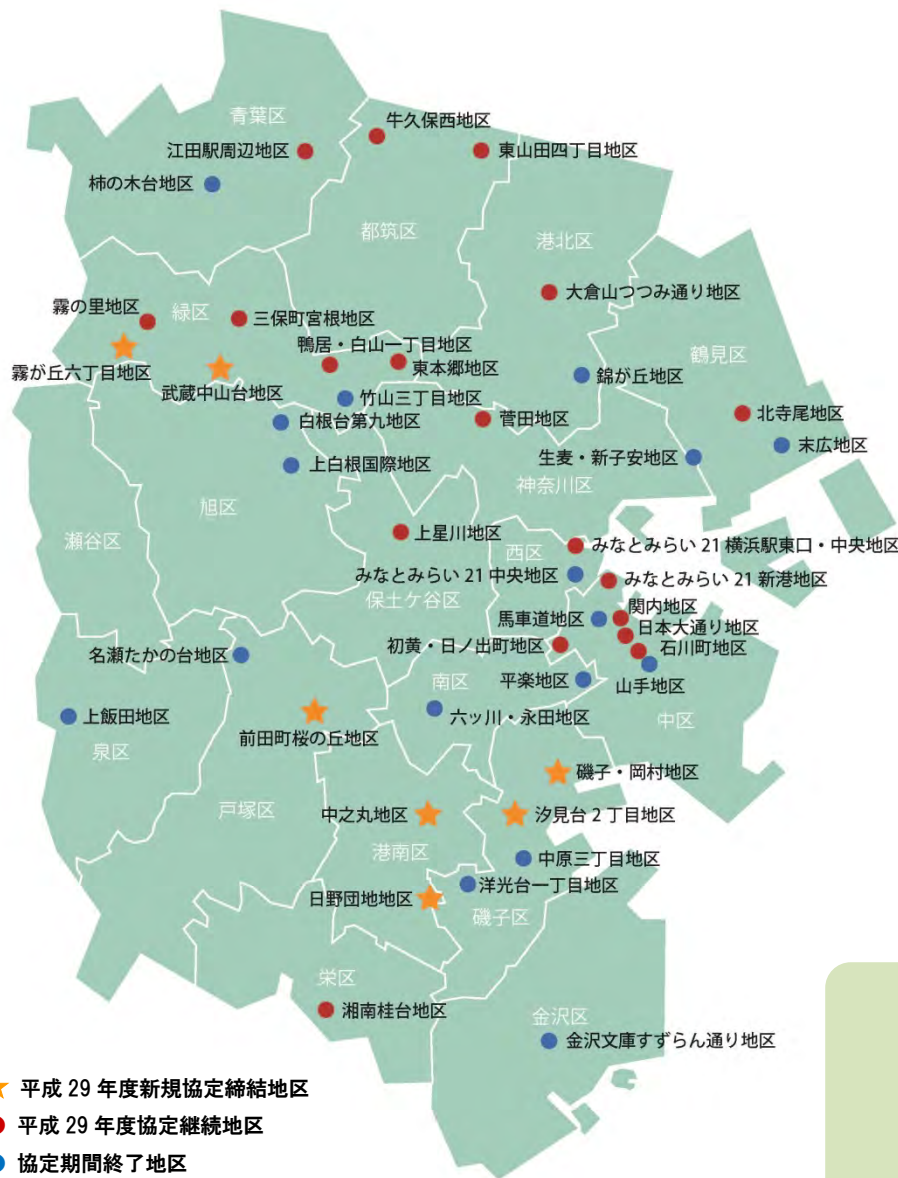 青葉区
牛久保西地区
江田駅周辺地区
東山田四丁目地区
柿の木台地区
都筑区
港北区
大倉山つつみ通り地区
霧の里地区
緑区
三保町宮根地区
鴨居・白山一丁目地区
東本郷地区
鶴見区
霧が丘六丁目地区
武蔵中山台地区
竹山三丁目地区
錦が丘地区
白根台第九地区
菅田地区
北寺尾地区
末広地区
上白根国際地区
生麦・新子安地区
神奈川区
旭区
瀬谷区
上星川地区
西区
みなとみらい 21 横浜駅東口・中央地区
みなとみらい 21 中央地区
みなとみらい 21 新港地区
保土ケ谷区
馬車道地区
関内地区
日本大通り地区
初黄・日ノ出町地区
石川町地区
名瀬たかの台地区
山手地区
南区
平楽地区
上飯田地区
六ッ川・永田地区
中区
泉区
前田町桜の丘地区
磯子・岡村地区
戸塚区
中之丸地区
汐見台 2 丁目地区
港南区
中原三丁目地区
洋光台一丁目地区
日野団地地区
磯子区
栄区
湘南桂台地区
金沢区
金沢文庫すずらん通り地区
平成 29 年度新規協定締結地区
平成 29 年度協定継続地区
協定期間終了地区